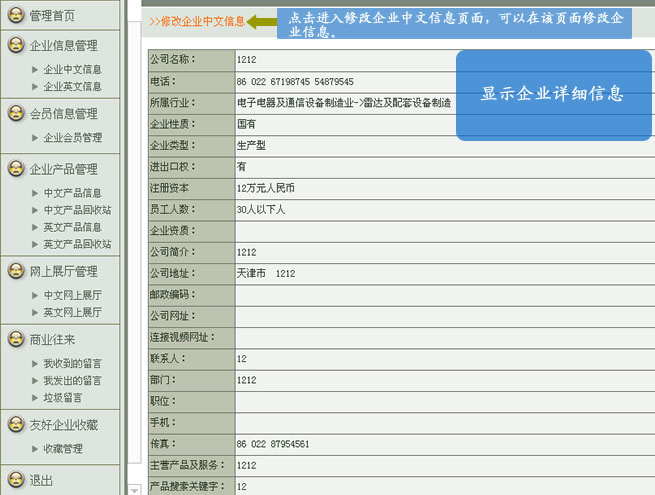 管理首页
企业信息管理
企业中文信息
企业英文信息
会员信息管理
企业会员管理
企业产品管理
中文产品信息
中文产品回收站
英文产品信息
英文产品回收站
网上展厅管理
中文网上展厅
英文网上展厅
商业往来
我收到的留言
我发出的留言
垃圾留言
友好企业收藏
收藏管理
退出
>>修改企业中文信息
点击进入修改企业中文信息页面，可以在该页面修改企
业信息。
显示企业详细信息
公司名称： 1212
电话： 86 022 67198745 54879545
所属行业： 电子电器及通信设备制造业->雷达及配套设备制造
企业性质： 国有
企业类型： 生产型
进出口权： 有
注册资本 12万元人民币
员工人数： 30人以下人
企业资质：
公司简介： 1212
公司地址： 天津市 1212
邮政编码：
公司网址：
连接视频网址：
联系人： 12
部门： 1212
职位：
手机：
传真： 86 022 87954561
主营产品及服务： 1212
产品搜索关键字： 12